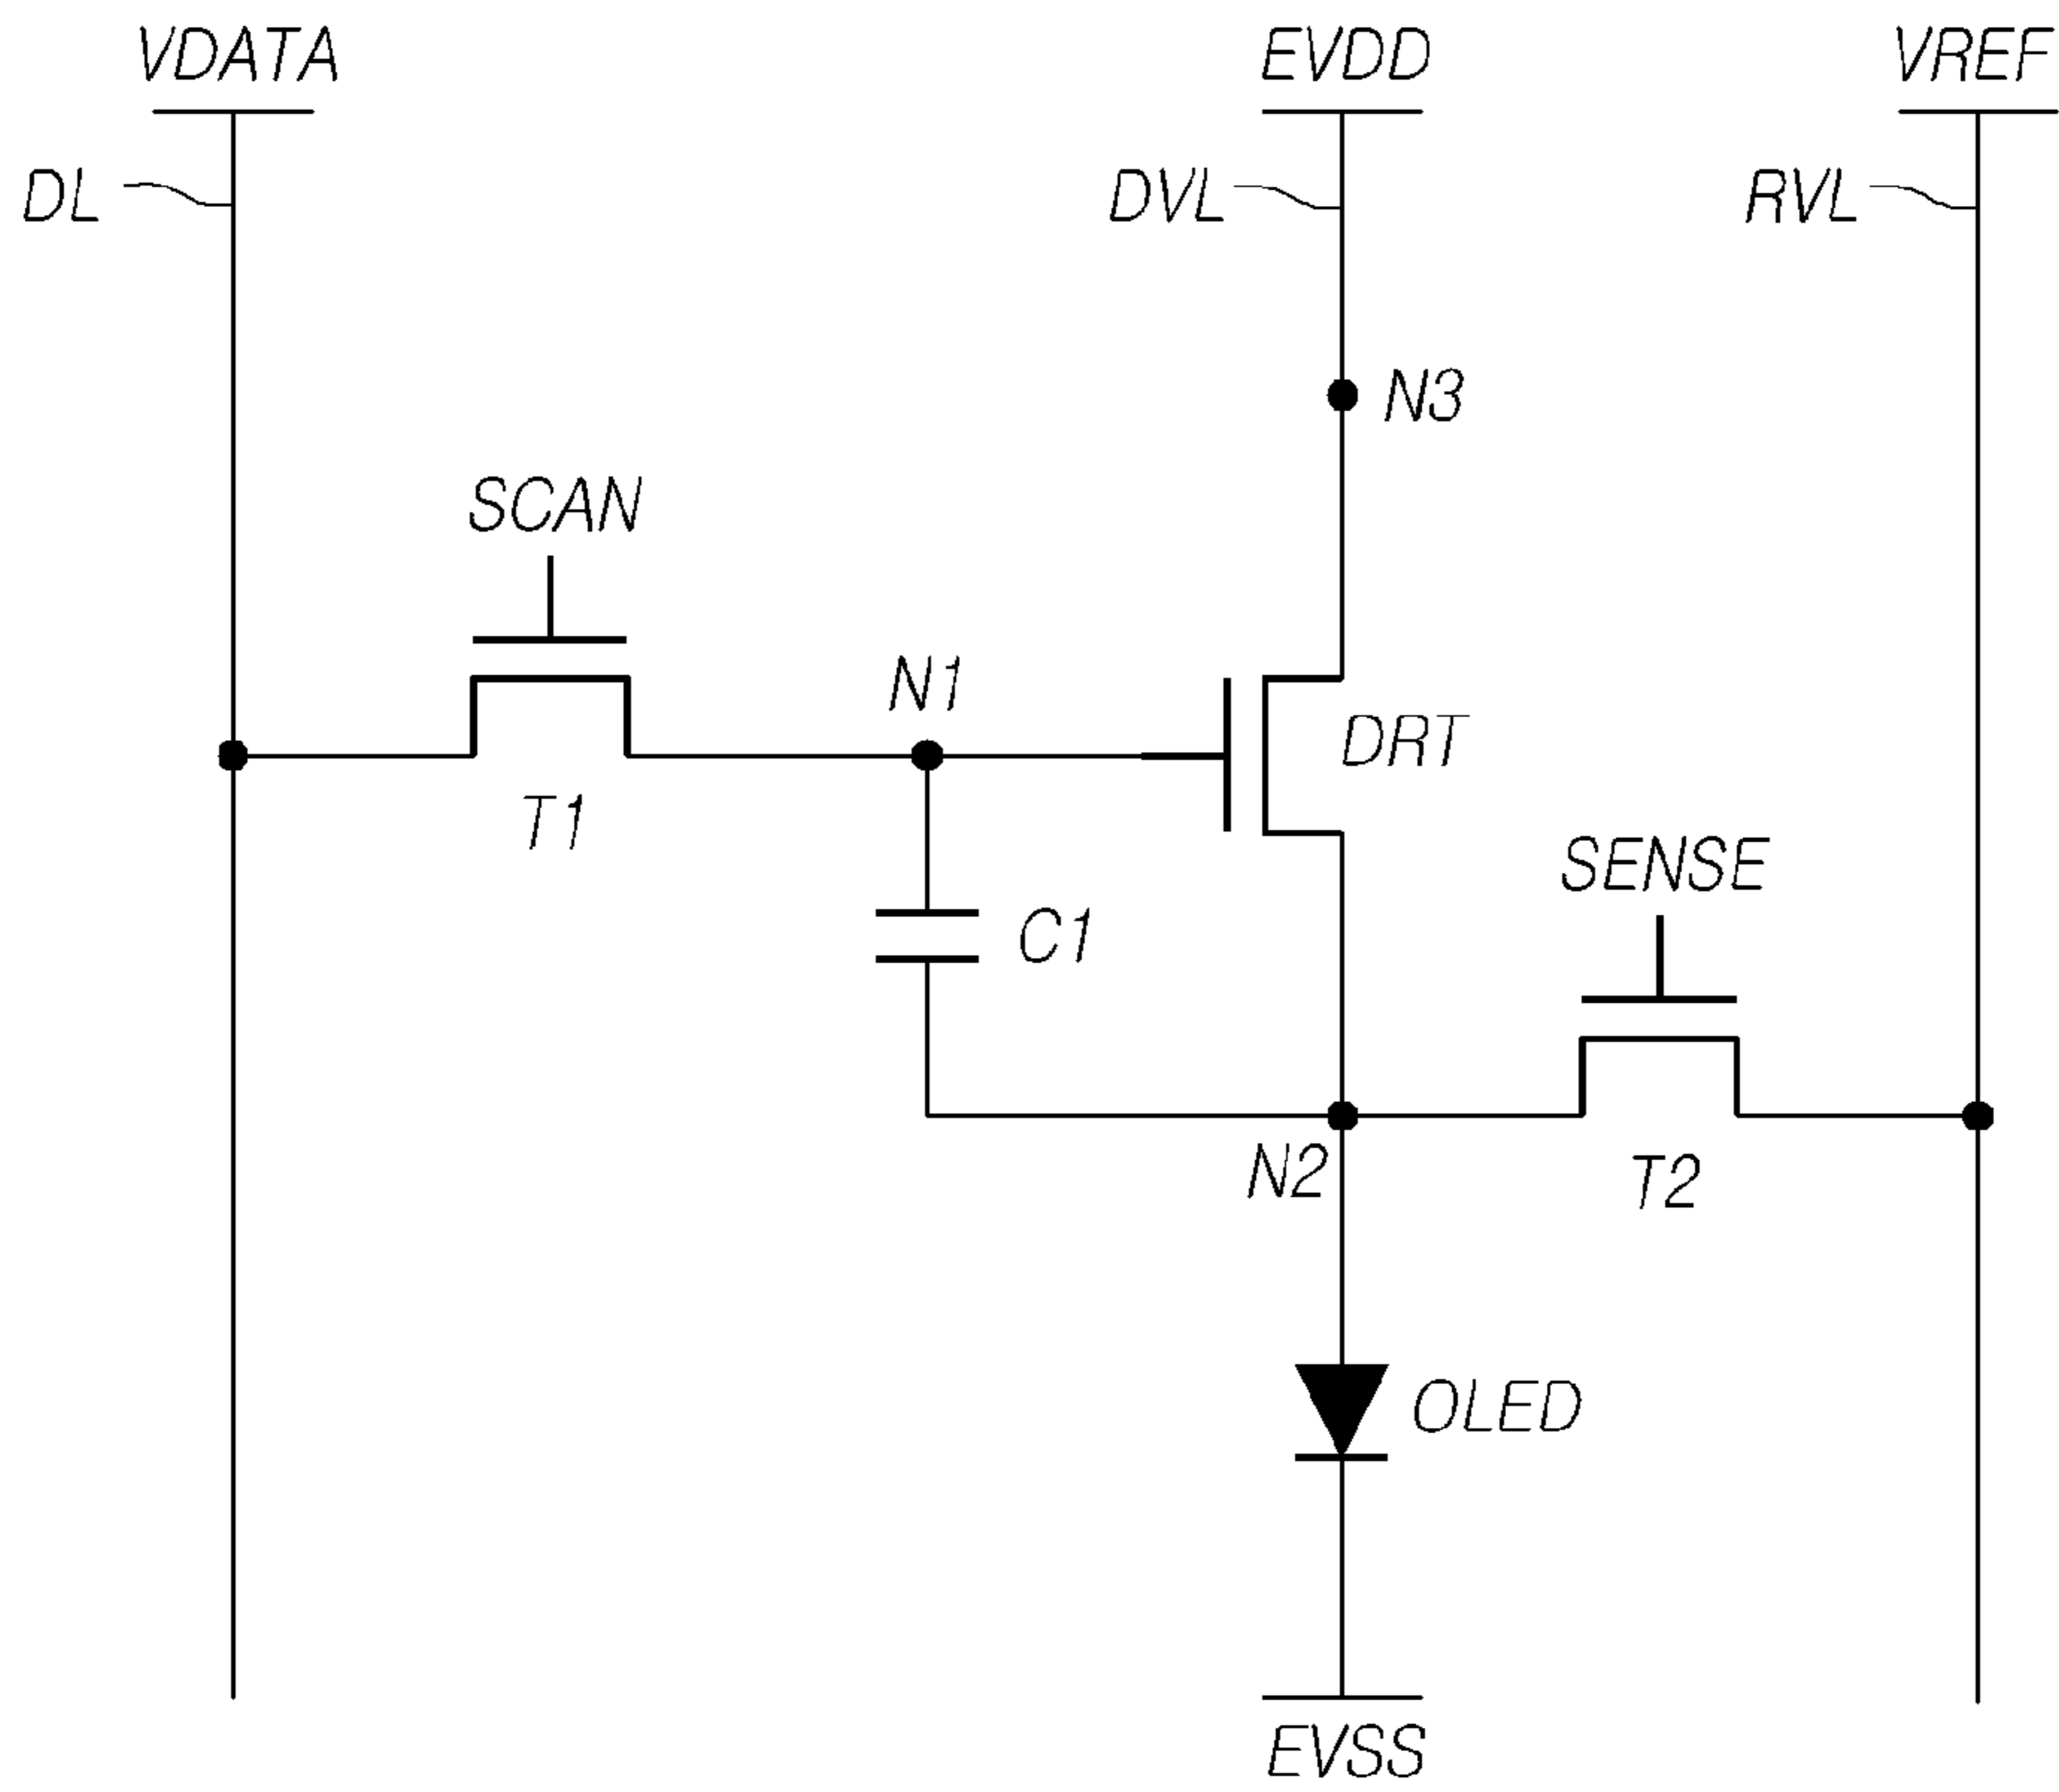 VDATA
EVDD
VREF
DL
DVL
RVL
N3
SCAN
N1
DRT
T1
SENSE
C1
N2
T2
OLED
EVSS